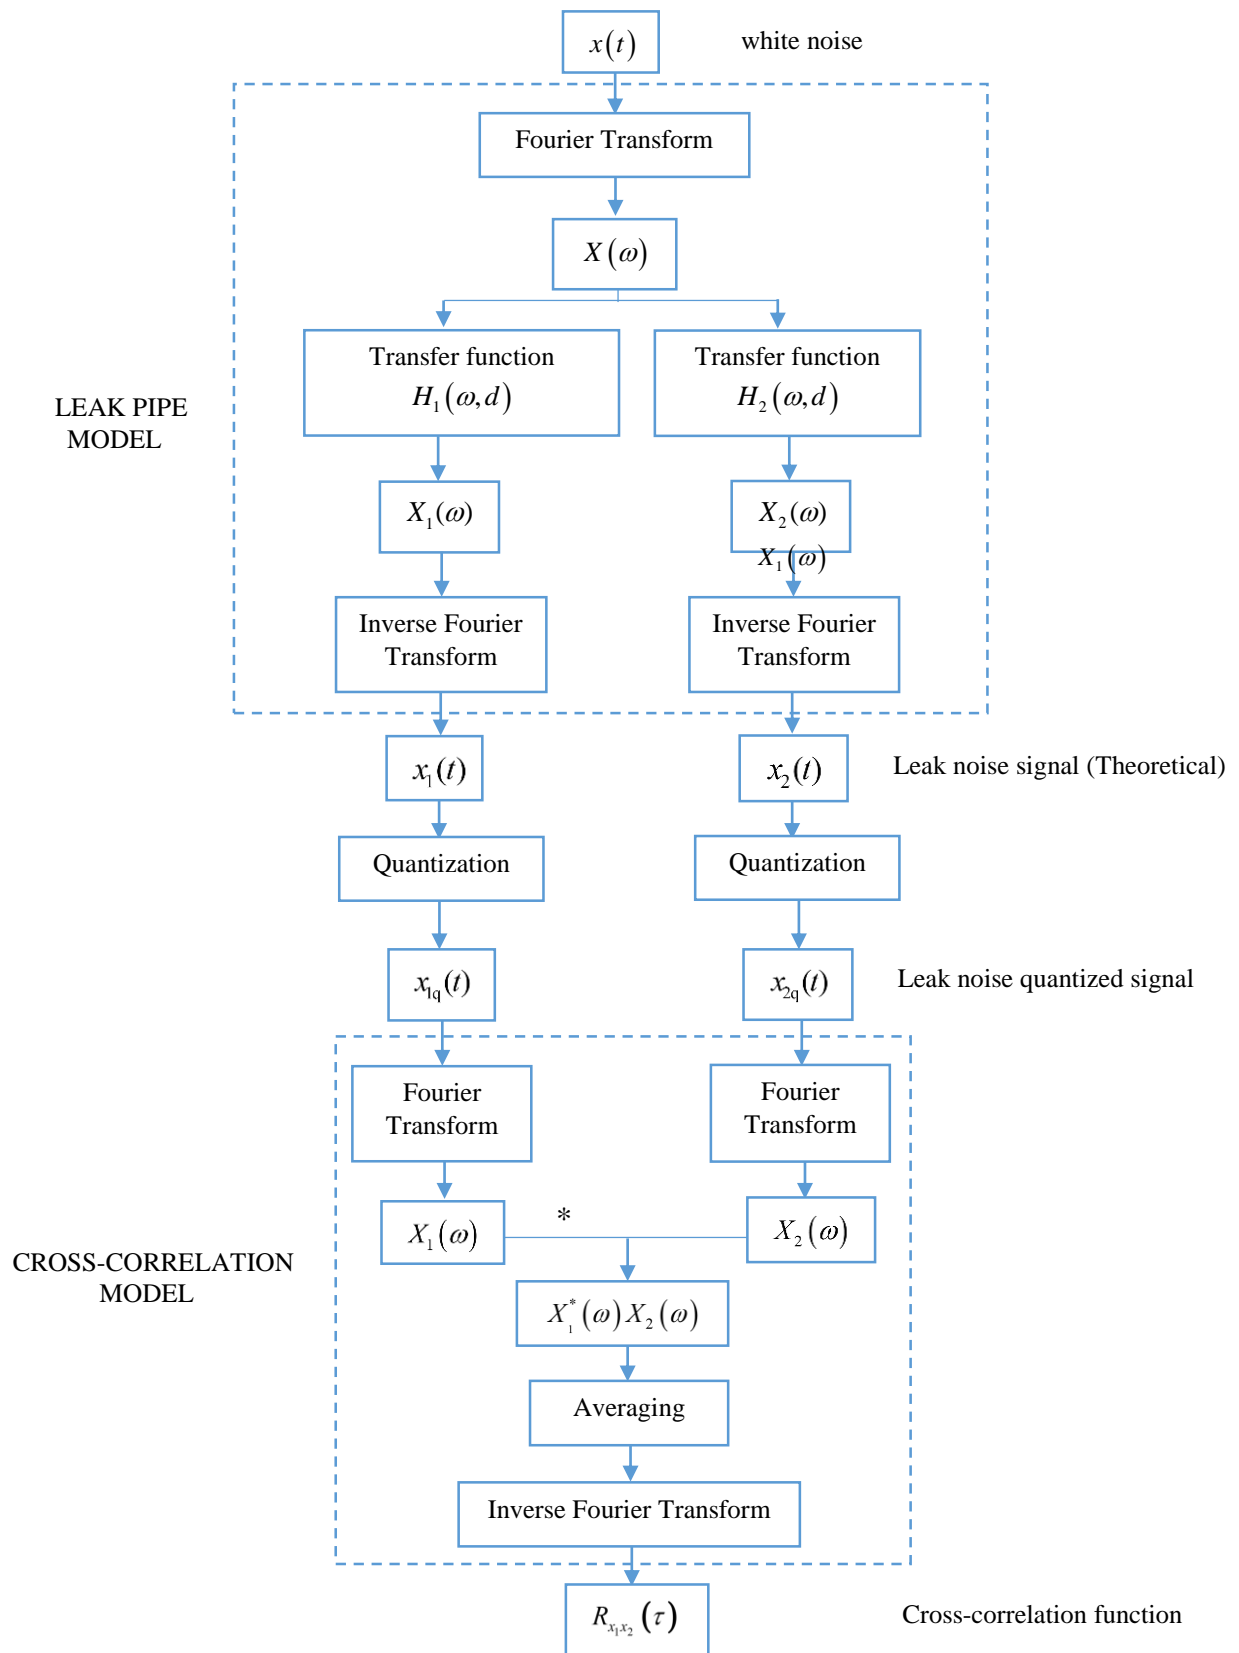 x(t)
white noise
Fourier Transform
X(ω)
Transfer function
H₁(ω,d)
Transfer function
H₂(ω,d)
LEAK PIPE
MODEL
X₁(ω)
X₂(ω)
X₁(ω)
Inverse Fourier
Transform
Inverse Fourier
Transform
x₁(t)
x₂(t)
Leak noise signal (Theoretical)
Quantization
Quantization
x₁q(t)
x₂q(t)
Leak noise quantized signal
Fourier
Transform
Fourier
Transform
X₁(ω)
*
X₂(ω)
CROSS-CORRELATION
MODEL
X₁*(ω)X₂(ω)
Averaging
Inverse Fourier Transform
Rx₁x₂(τ)
Cross-correlation function